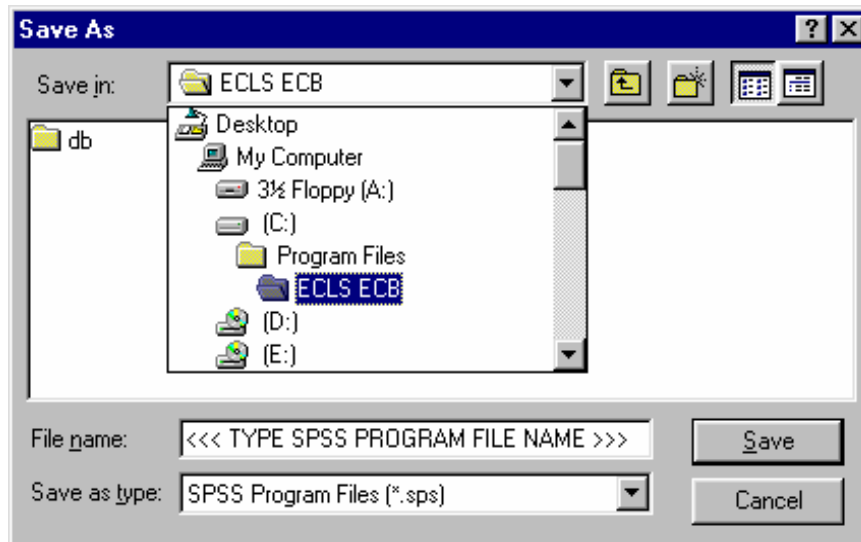 Save As
Save in: ECLS ECB
db
Desktop
My Computer
3½ Floppy (A:)
(C:)
Program Files
ECLS ECB
(D:)
(E:)
File name: <<< TYPE SPSS PROGRAM FILE NAME >>> Save
Save as type: SPSS Program Files (*.sps) Cancel